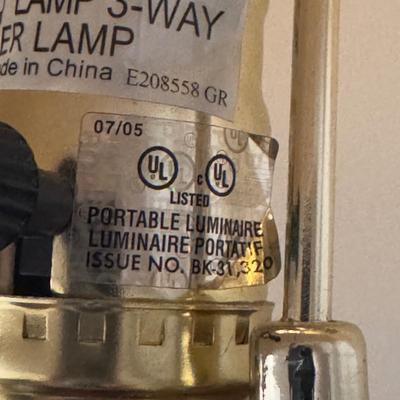 LAMP 3-WAY
ER LAMP
de in China E208558 GR
07/05
UL
UL
C UL
LISTED
PORTABLE LUMINAIRE
LUMINAIRE PORTATIF
ISSUE NO. BK-31,320